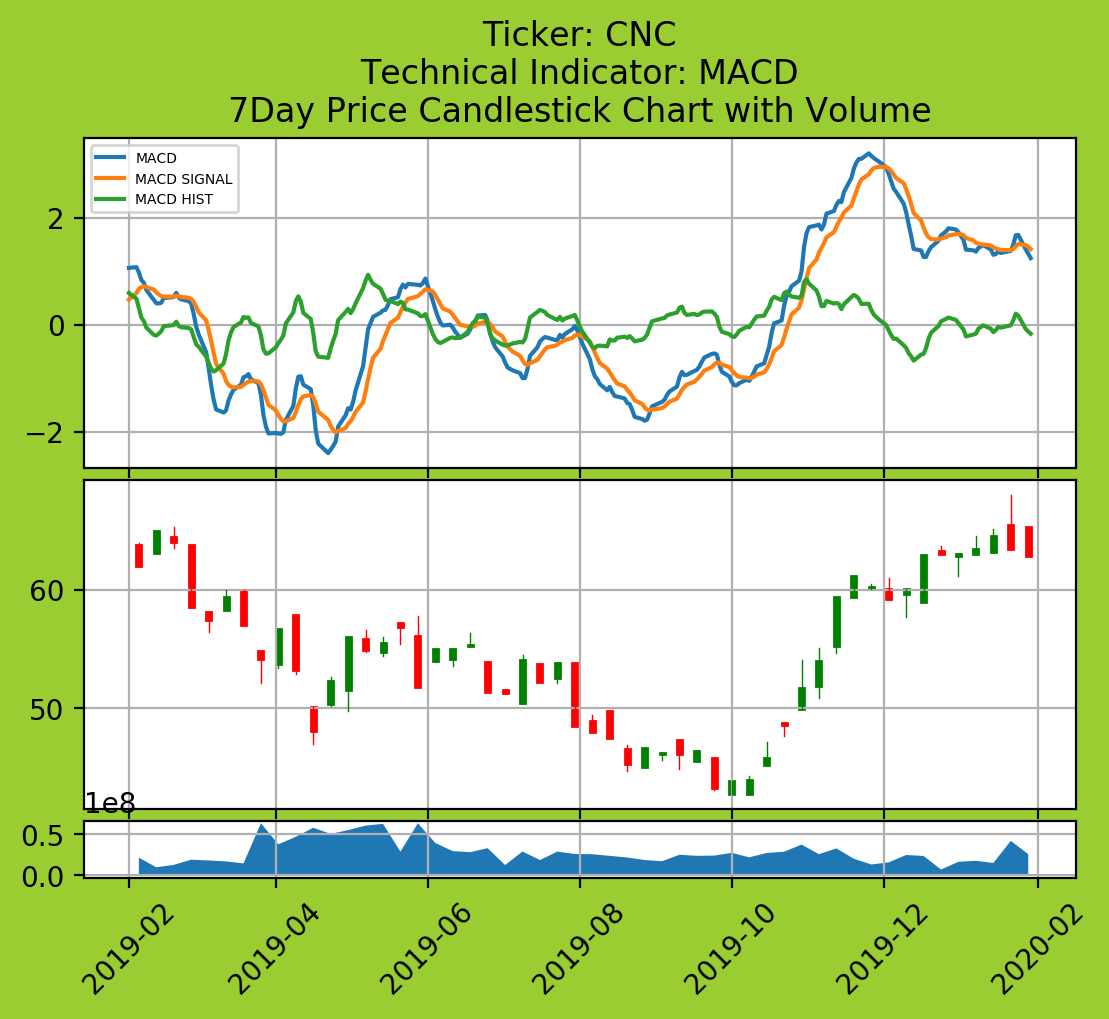 Ticker: CNC
Technical Indicator: MACD
7Day Price Candlestick Chart with Volume
MACD
MACD SIGNAL
MACD HIST
2
0
−2
60
50
1e8
0.5
0.0
2019-02
2019-04
2019-06
2019-08
2019-10
2019-12
2020-02